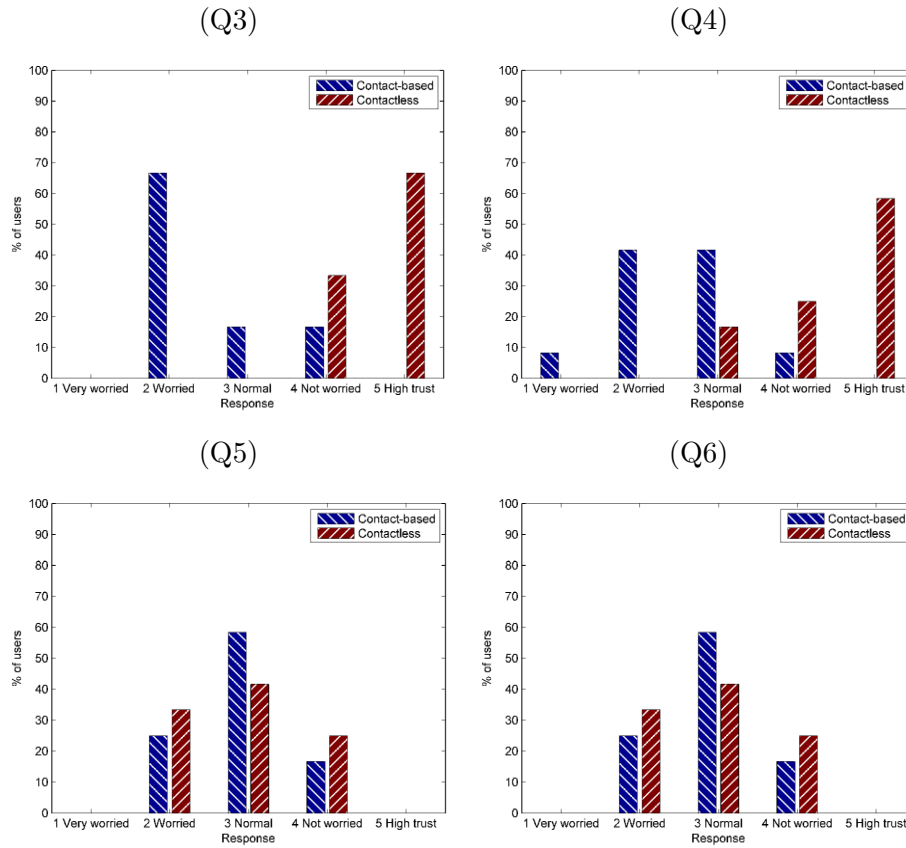 (Q3)
100
90
80
70
60
50
40
30
20
10
0
% of users
Contact-based
Contactless
1 Very worried 2 Worried 3 Normal 4 Not worried 5 High trust
Response
(Q4)
100
90
80
70
60
50
40
30
20
10
0
% of users
Contact-based
Contactless
1 Very worried 2 Worried 3 Normal 4 Not worried 5 High trust
Response
(Q5)
100
90
80
70
60
50
40
30
20
10
0
% of users
Contact-based
Contactless
1 Very worried 2 Worried 3 Normal 4 Not worried 5 High trust
Response
(Q6)
100
90
80
70
60
50
40
30
20
10
0
% of users
Contact-based
Contactless
1 Very worried 2 Worried 3 Normal 4 Not worried 5 High trust
Response